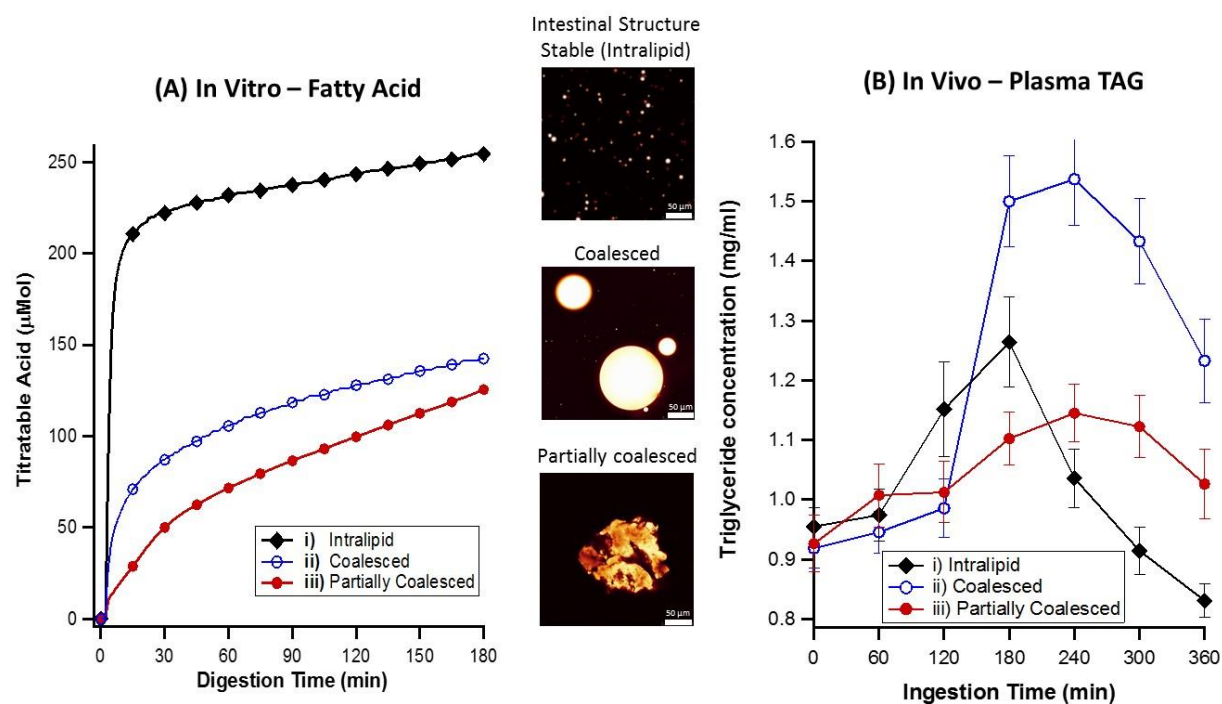 (A) In Vitro – Fatty Acid
Titratable Acid (µMol)
250
200
150
100
50
0
i) Intralipid
ii) Coalesced
iii) Partially Coalesced
0 30 60 90 120 150 180
Digestion Time (min)
Intestinal Structure
Stable (Intralipid)
50 µm
Coalesced
50 µm
Partially coalesced
50 µm
(B) In Vivo – Plasma TAG
Triglyceride concentration (mg/ml)
1.6
1.5
1.4
1.3
1.2
1.1
1.0
0.9
0.8
i) Intralipid
ii) Coalesced
iii) Partially Coalesced
0 60 120 180 240 300 360
Ingestion Time (min)